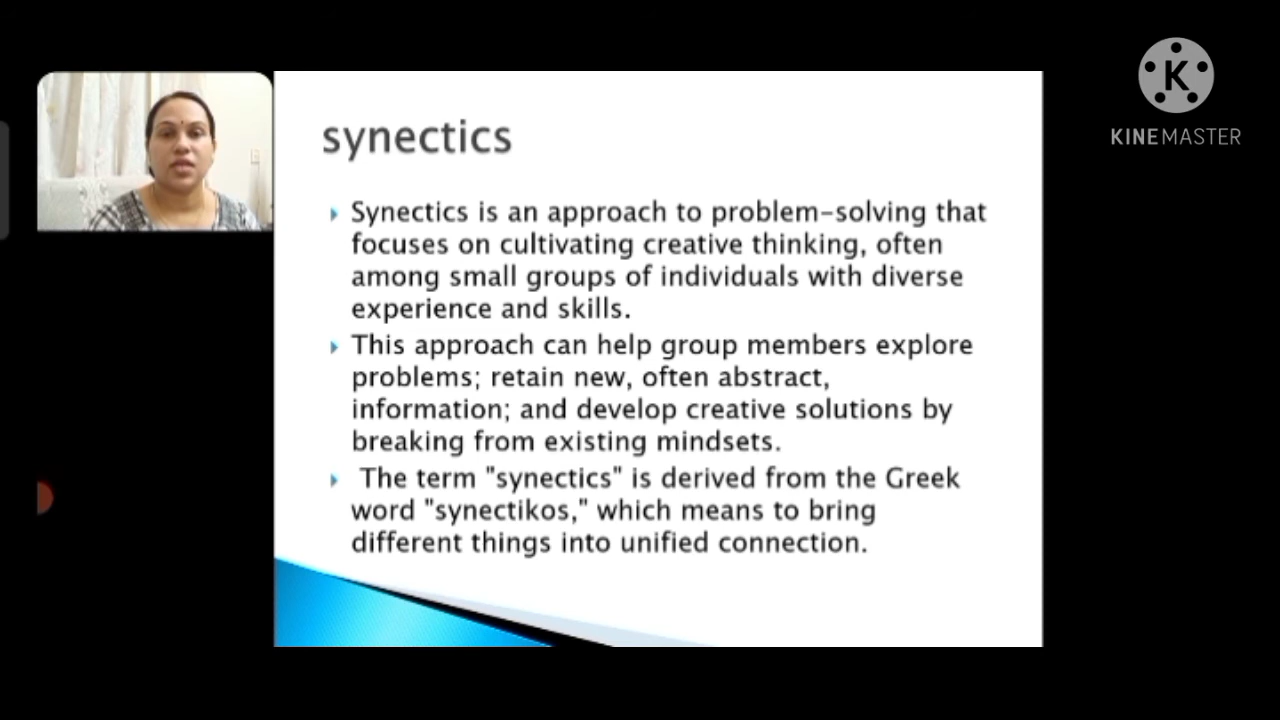 synectics
Synectics is an approach to problem-solving that
focuses on cultivating creative thinking, often
among small groups of individuals with diverse
experience and skills.
This approach can help group members explore
problems; retain new, often abstract,
information; and develop creative solutions by
breaking from existing mindsets.
The term "synectics" is derived from the Greek
word "synectikos," which means to bring
different things into unified connection.
K
KINEMASTER